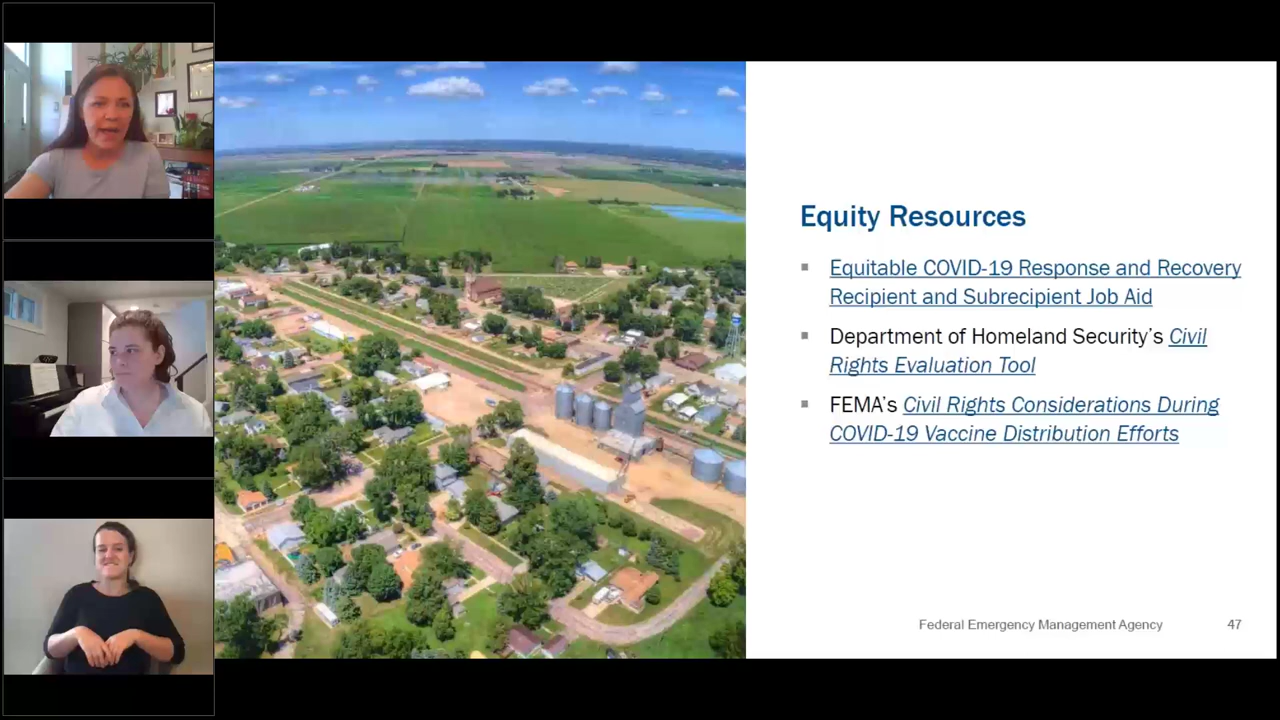 Equity Resources
▪ Equitable COVID-19 Response and Recovery
Recipient and Subrecipient Job Aid
▪ Department of Homeland Security's Civil
Rights Evaluation Tool
▪ FEMA's Civil Rights Considerations During
COVID-19 Vaccine Distribution Efforts
Federal Emergency Management Agency 47